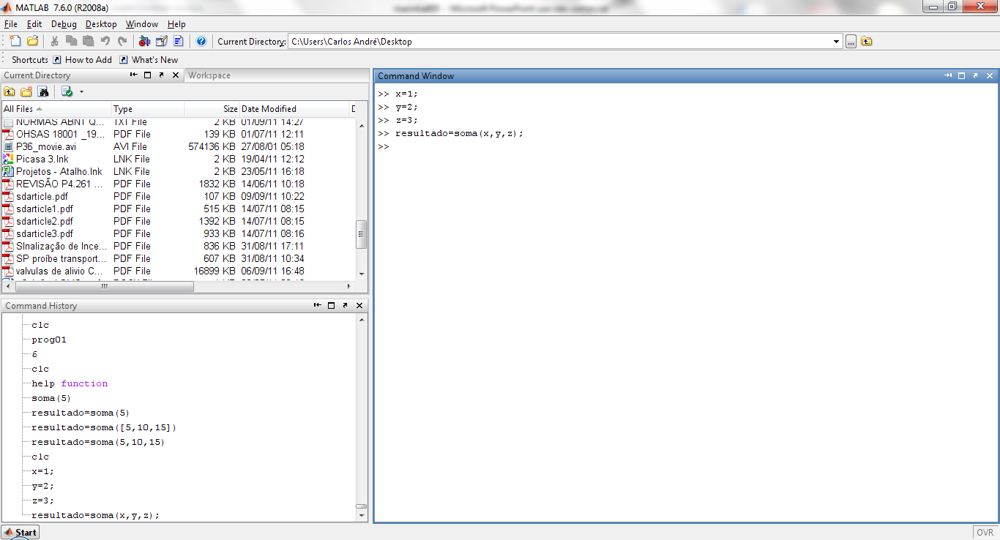 MATLAB 7.6.0 (R2008a)
File Edit Debug Desktop Window Help
Current Directory: C:\Users\Carlos André\Desktop ...
Shortcuts How to Add What's New
Current Directory Workspace
All Files Type Size Date Modified D
NORMAS ABNT Q... TXT File 2 KB 01/09/11 14:27
OHSAS 18001 _19... PDF File 139 KB 01/07/11 12:11
P36_movie.avi AVI File 574136 KB 27/08/01 05:18
Picasa 3.lnk LNK File 2 KB 19/04/11 12:12
Projetos - Atalho.lnk LNK File 2 KB 23/05/11 16:18
REVISÃO P4.261 ... PDF File 1832 KB 14/06/11 10:18
sdarticle.pdf PDF File 107 KB 09/09/11 10:22
sdarticle1.pdf PDF File 515 KB 14/07/11 08:15
sdarticle2.pdf PDF File 1392 KB 14/07/11 08:15
sdarticle3.pdf PDF File 933 KB 14/07/11 08:16
SInalização de Ince... PDF File 836 KB 31/08/11 17:11
SP proíbe transport... PDF File 607 KB 31/08/11 10:34
valvulas de alivio C... PDF File 16899 KB 06/09/11 16:48
Command History
clc
prog01
6
clc
help function
soma(5)
resultado=soma(5)
resultado=soma([5,10,15])
resultado=soma(5,10,15)
clc
x=1;
y=2;
z=3;
resultado=soma(x,y,z);
Command Window
>> x=1;
>> y=2;
>> z=3;
>> resultado=soma(x,y,z);
>>
Start
OVR